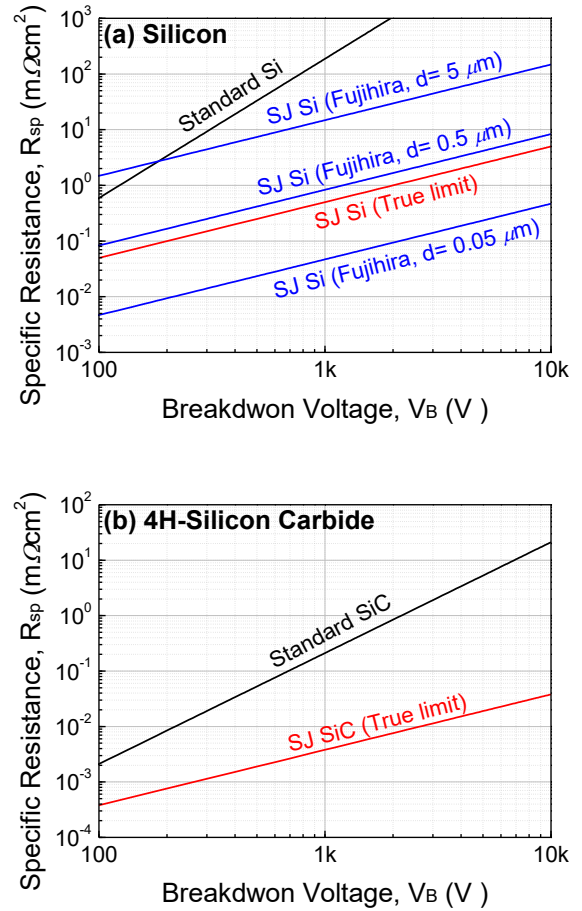 (a) Silicon
Specific Resistance, Rsp (mΩcm²)
10³
10²
10¹
10⁰
10⁻¹
10⁻²
10⁻³
Standard Si
SJ Si (Fujihira, d= 5 μm)
SJ Si (Fujihira, d= 0.5 μm)
SJ Si (True limit)
SJ Si (Fujihira, d= 0.05 μm)
100
1k
10k
Breakdwon Voltage, VB (V )
(b) 4H-Silicon Carbide
Specific Resistance, Rsp (mΩcm²)
10²
10¹
10⁰
10⁻¹
10⁻²
10⁻³
10⁻⁴
Standard SiC
SJ SiC (True limit)
100
1k
10k
Breakdwon Voltage, VB (V )